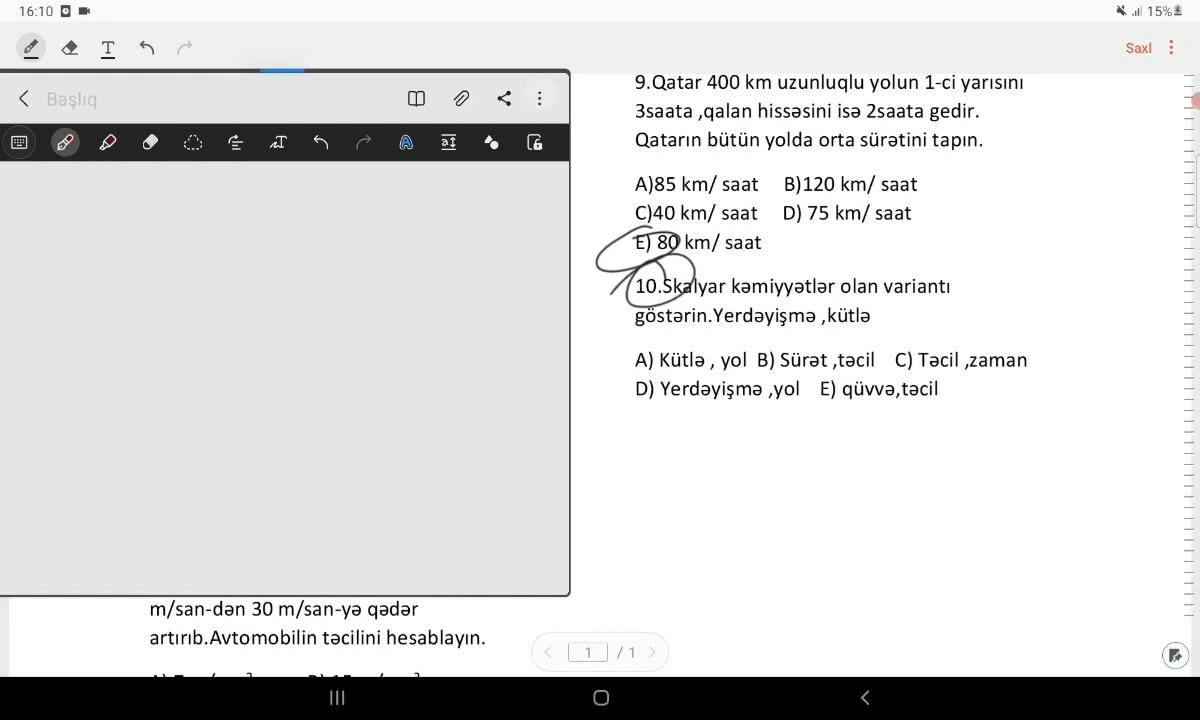 16:10
15%
Saxl
Başlıq
9.Qatar 400 km uzunluqlu yolun 1-ci yarısını
3saata ,qalan hissəsini isə 2saata gedir.
Qatarın bütün yolda orta sürətini tapın.
A)85 km/ saat B)120 km/ saat
C)40 km/ saat D) 75 km/ saat
E) 80 km/ saat
10.Skalyar kəmiyyətlər olan variantı
göstərin.Yerdəyişmə ,kütlə
A) Kütlə , yol B) Sürət ,təcil C) Təcil ,zaman
D) Yerdəyişmə ,yol E) qüvvə,təcil
m/san-dən 30 m/san-yə qədər
artırıb.Avtomobilin təcilini hesablayın.
1 / 1